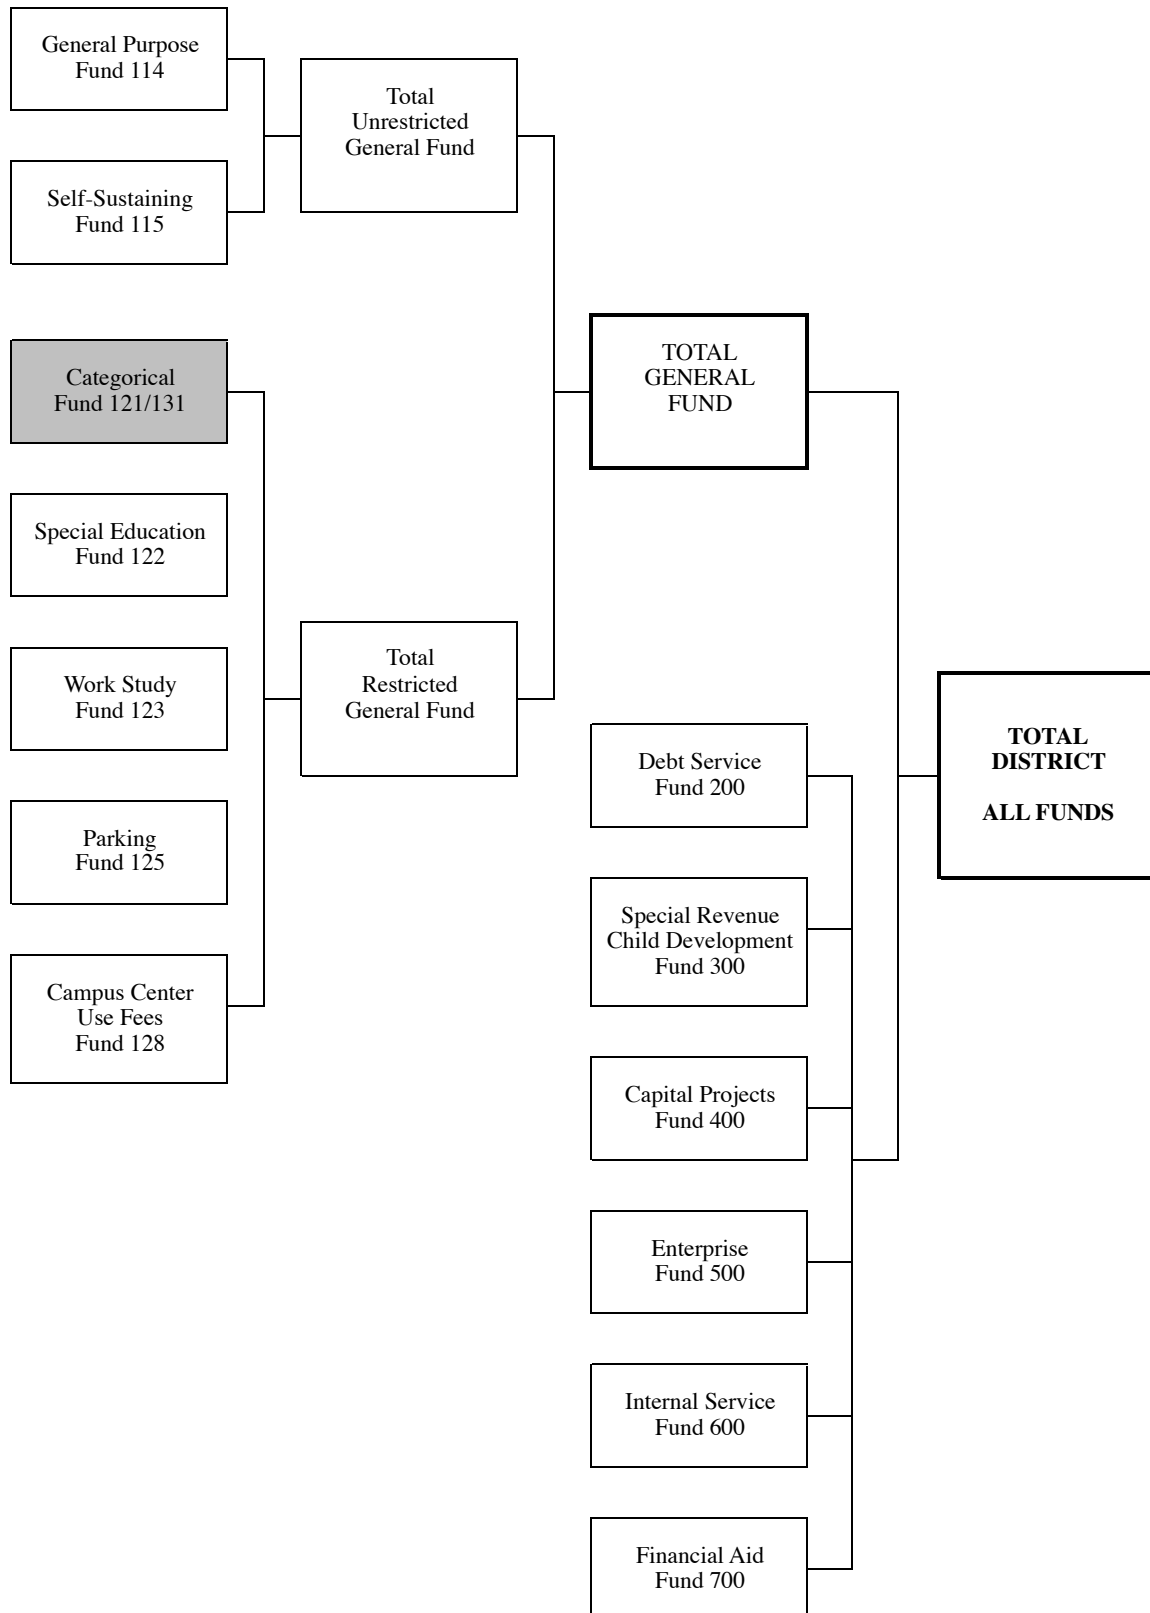 General Purpose
Fund 114
Total
Unrestricted
General Fund
Self-Sustaining
Fund 115
Categorical
Fund 121/131
TOTAL
GENERAL
FUND
Special Education
Fund 122
Work Study
Fund 123
Total
Restricted
General Fund
Parking
Fund 125
Campus Center
Use Fees
Fund 128
Debt Service
Fund 200
Special Revenue
Child Development
Fund 300
Capital Projects
Fund 400
Enterprise
Fund 500
Internal Service
Fund 600
Financial Aid
Fund 700
TOTAL
DISTRICT
ALL FUNDS